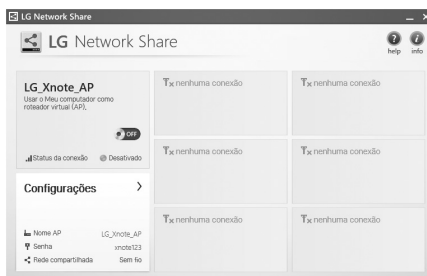 LG Network Share
LG Network Share
help
info
LG_Xnote_AP
Usar o Meu computador como
roteador virtual (AP),
OFF
Status da conexão
Desativado
Configurações
Nome AP LG_Xnote_AP
Senha xnote123
Rede compartilhada Sem fio
nenhuma conexão
nenhuma conexão
nenhuma conexão
nenhuma conexão
nenhuma conexão
nenhuma conexão